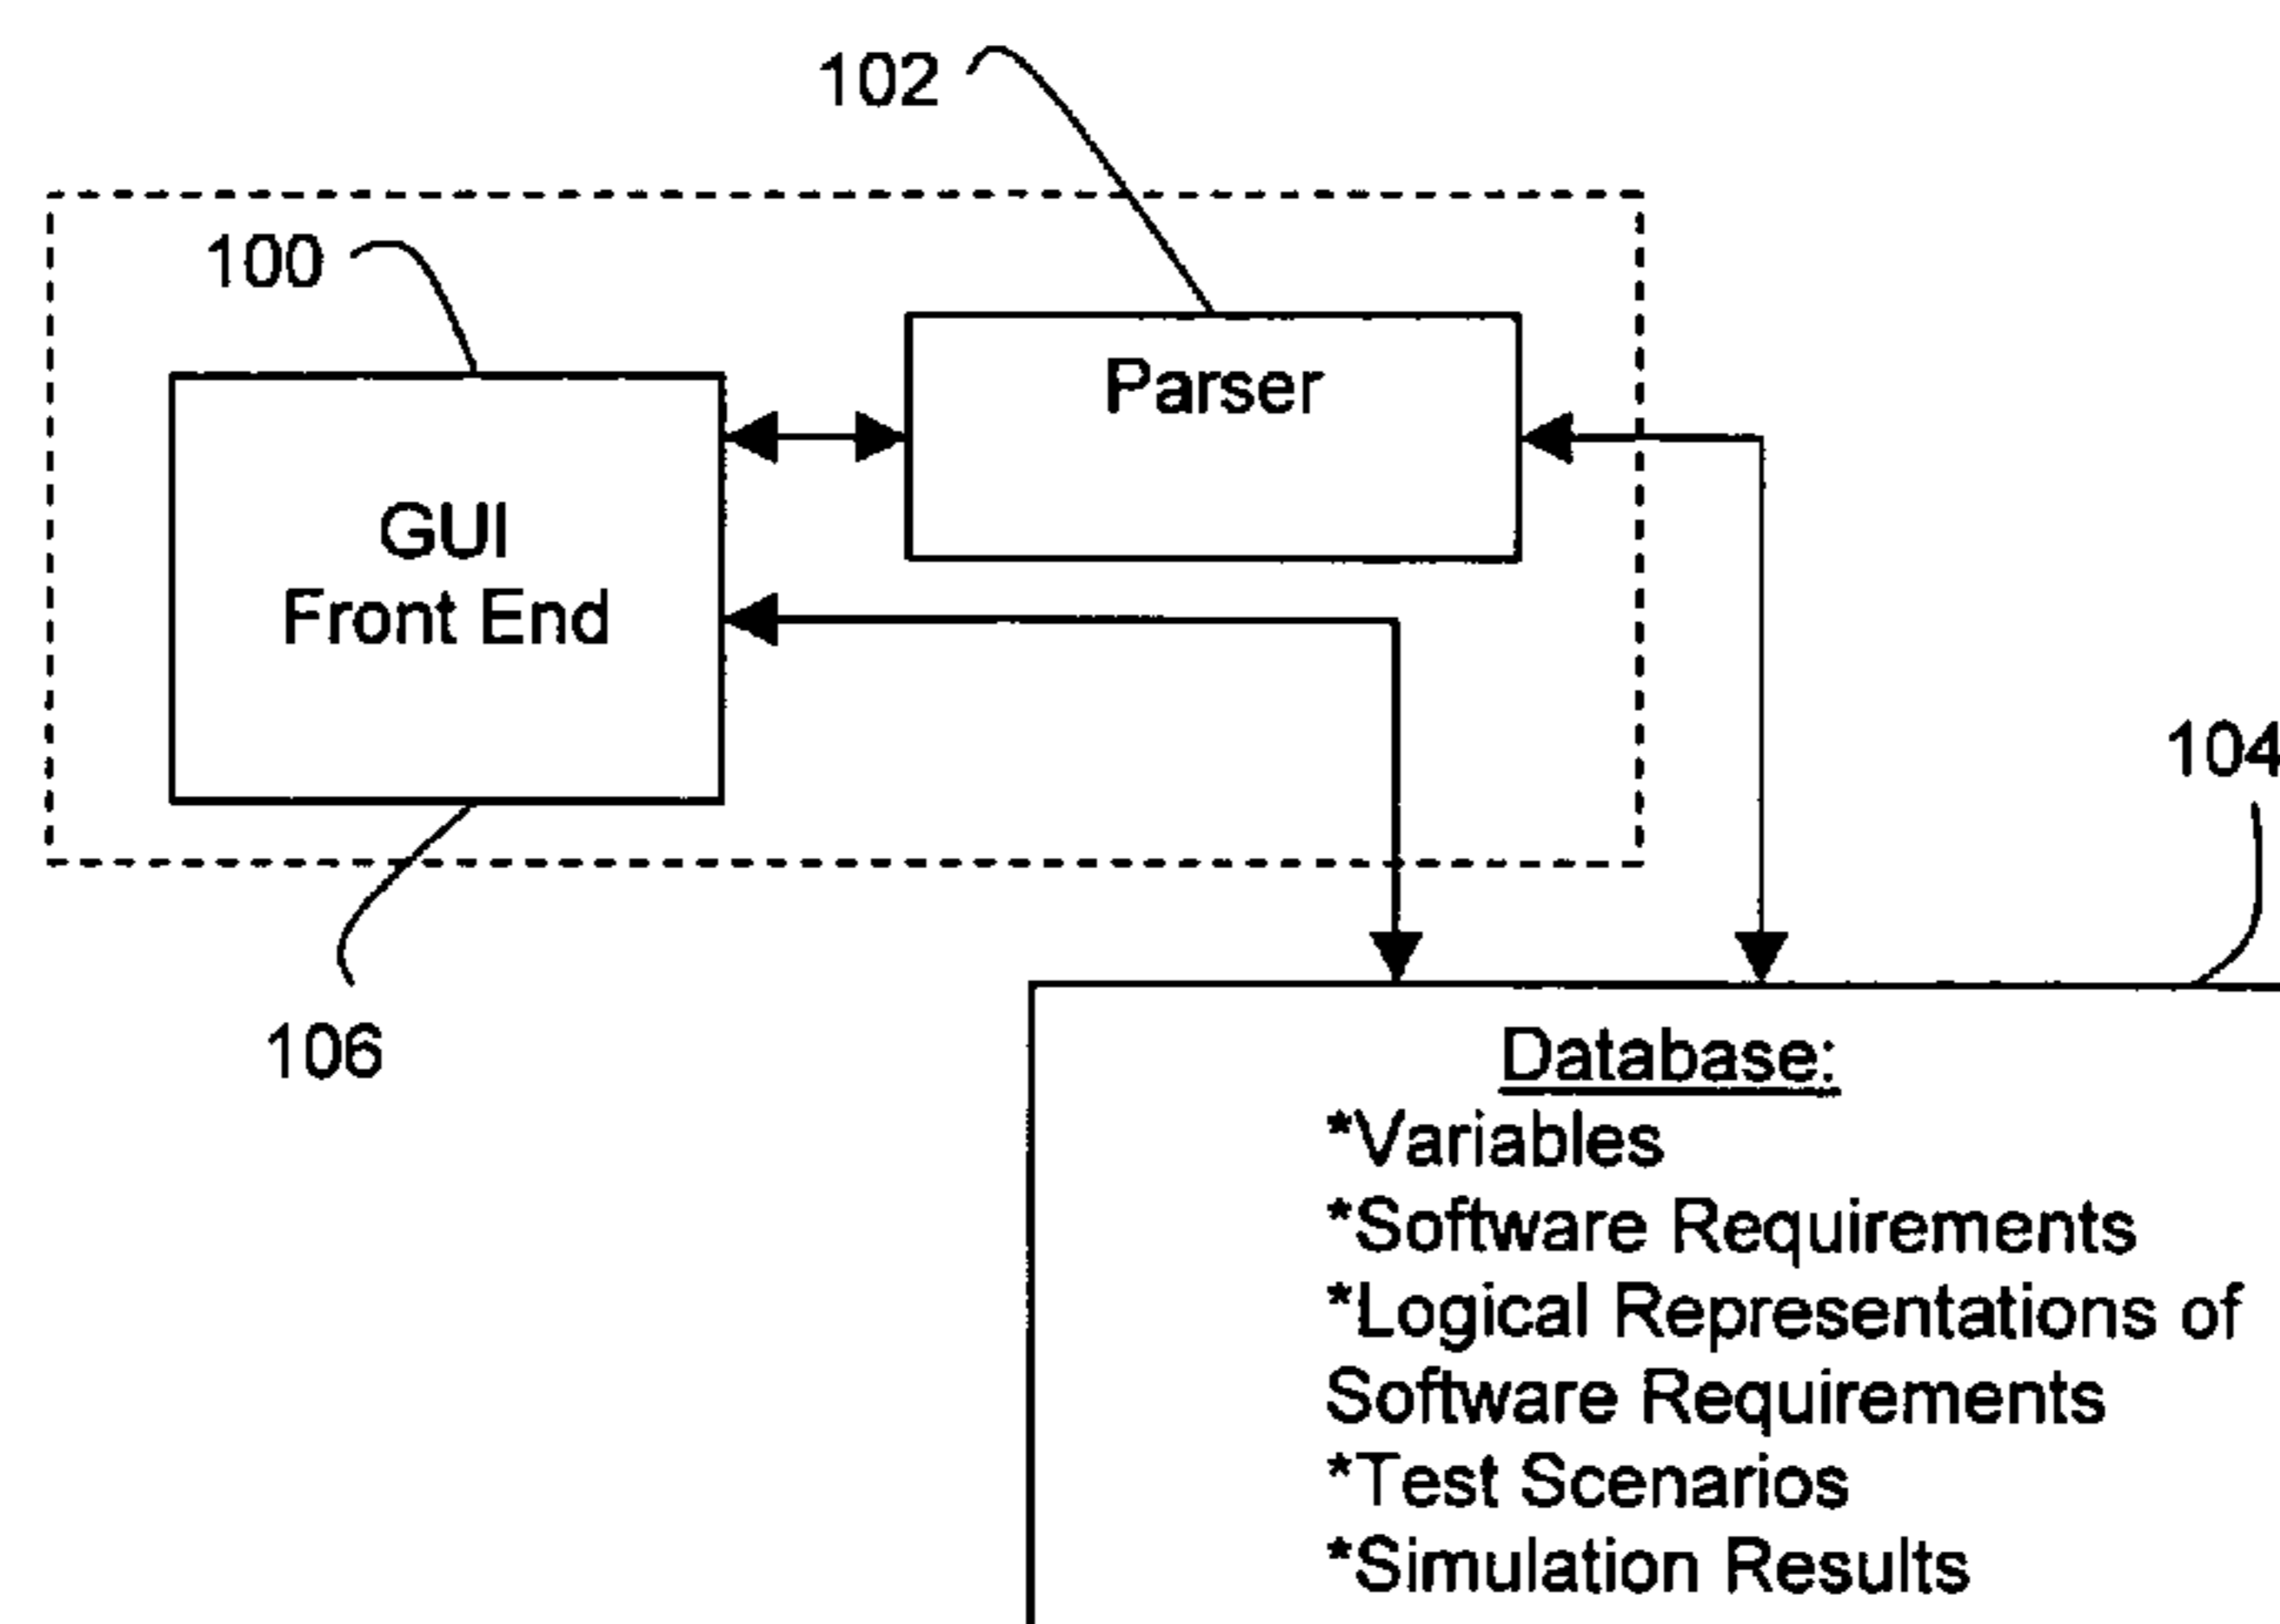 102
100
Parser
GUI
Front End
104
106
Database:
*Variables
*Software Requirements
*Logical Representations of
Software Requirements
*Test Scenarios
*Simulation Results